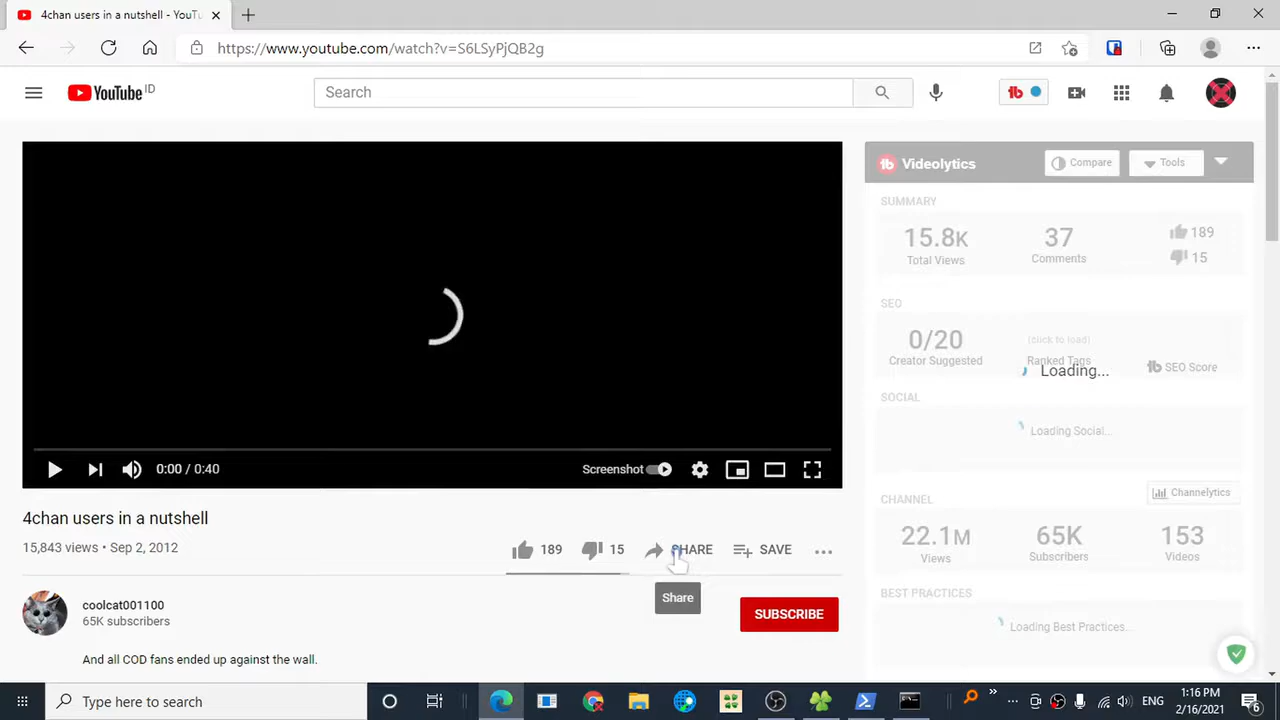 4chan users in a nutshell - YouTu
https://www.youtube.com/watch?v=S6LSyPjQB2g
YouTube ID
Search
Videolytics
Compare
Tools
SUMMARY
15.8K
37
189
Total Views
Comments
15
SEO
0/20
(click to load)
Creator Suggested
Ranked Tags
SEO Score
Loading...
SOCIAL
Loading Social...
CHANNEL
Channelytics
22.1M
65K
153
Views
Subscribers
Videos
BEST PRACTICES
Loading Best Practices...
0:00 / 0:40
Screenshot
4chan users in a nutshell
15,843 views • Sep 2, 2012
189
15
SHARE
SAVE
Share
coolcat001100
65K subscribers
SUBSCRIBE
And all COD fans ended up against the wall.
Type here to search
ENG
1:16 PM
2/16/2021
6